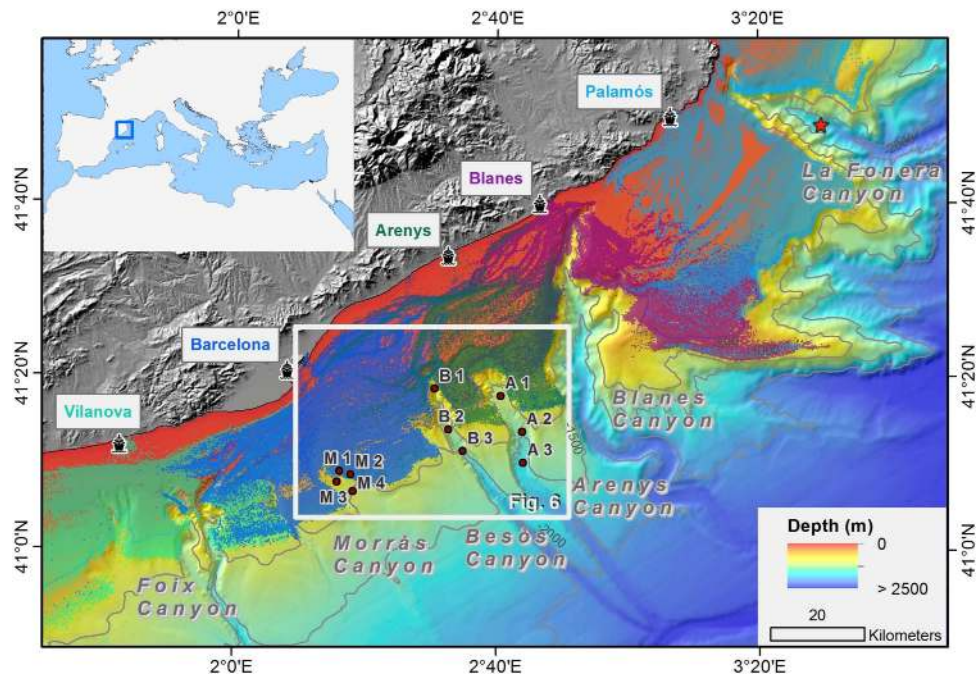 2°0'E
2°40'E
3°20'E
Palamós
La Fonera
Canyon
Blanes
Arenys
41°40'N
41°40'N
Barcelona
41°20'N
41°20'N
B 1
A 1
B 2
A 2
B 3
A 3
Vilanova
M 1
M 2
M 3
M 4
Fig. 6
-1500
-2000
Blanes
Canyon
Arenys
Canyon
Besòs
Canyon
Morràs
Canyon
Foix
Canyon
41°0'N
41°0'N
Depth (m)
0
> 2500
20
Kilometers
2°0'E
2°40'E
3°20'E